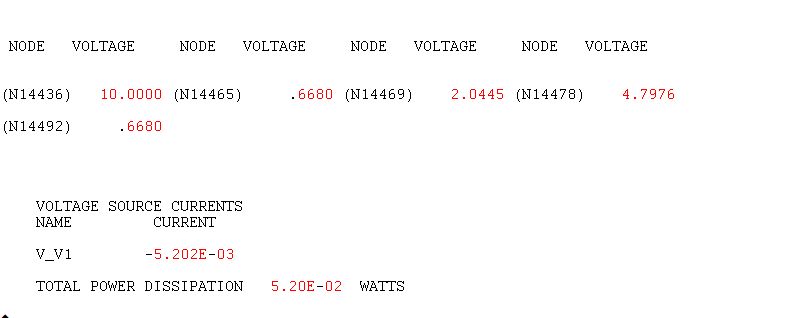 NODE VOLTAGE NODE VOLTAGE NODE VOLTAGE NODE VOLTAGE
(N14436) 10.0000 (N14465) .6680 (N14469) 2.0445 (N14478) 4.7976
(N14492) .6680
VOLTAGE SOURCE CURRENTS
NAME CURRENT
V_V1 -5.202E-03
TOTAL POWER DISSIPATION 5.20E-02 WATTS